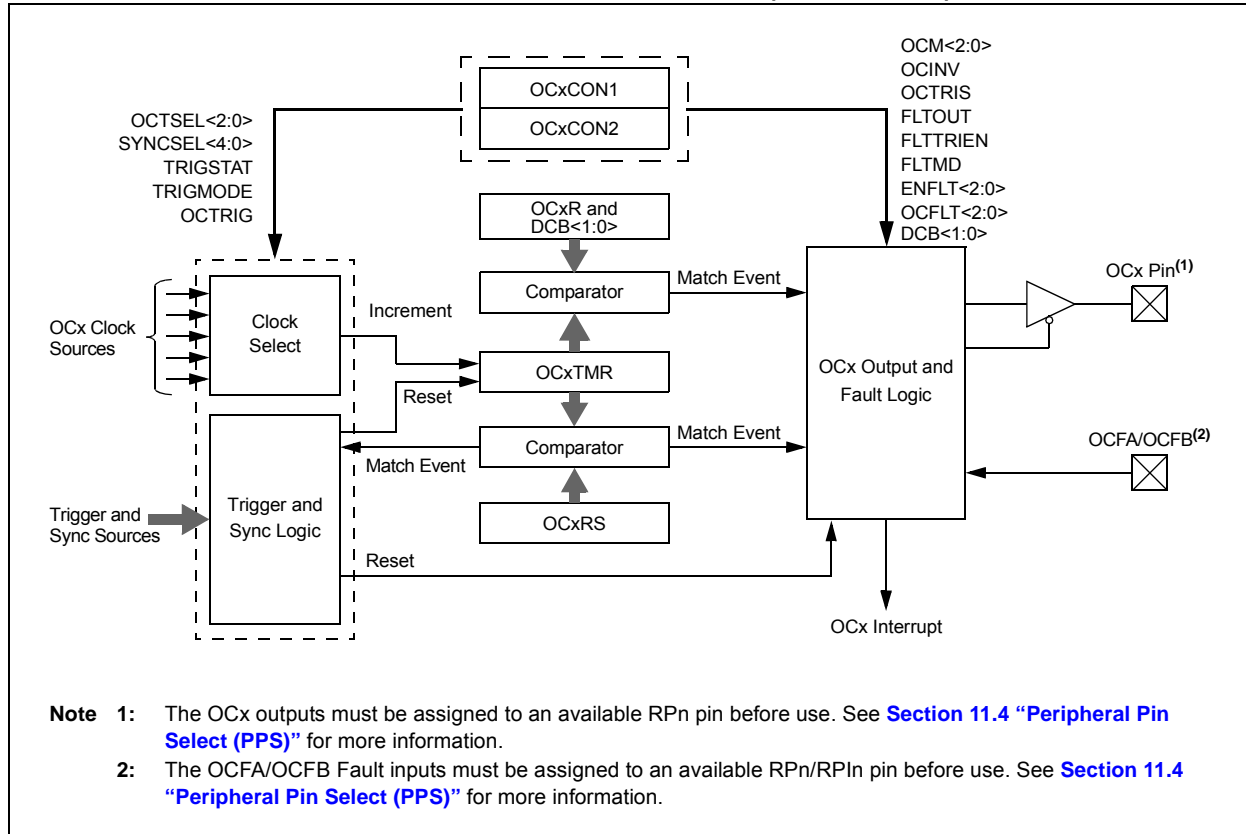 OCM<2:0>
OCINV
OCTRIS
FLTOUT
FLTTRIEN
FLTMD
ENFLT<2:0>
OCFLT<2:0>
DCB<1:0>
OCxCON1
OCxCON2
OCTSEL<2:0>
SYNCSEL<4:0>
TRIGSTAT
TRIGMODE
OCTRIG
OCxR and
DCB<1:0>
Comparator
Match Event
OCx Pin(1)
OCx Clock
Sources
Clock
Select
Increment
OCxTMR
Reset
OCx Output and
Fault Logic
Comparator
Match Event
Match Event
OCFA/OCFB(2)
Trigger and
Sync Sources
Trigger and
Sync Logic
OCxRS
Reset
OCx Interrupt
Note 1: The OCx outputs must be assigned to an available RPn pin before use. See Section 11.4 “Peripheral Pin
Select (PPS)” for more information.
2: The OCFA/OCFB Fault inputs must be assigned to an available RPn/RPIn pin before use. See Section 11.4
“Peripheral Pin Select (PPS)” for more information.